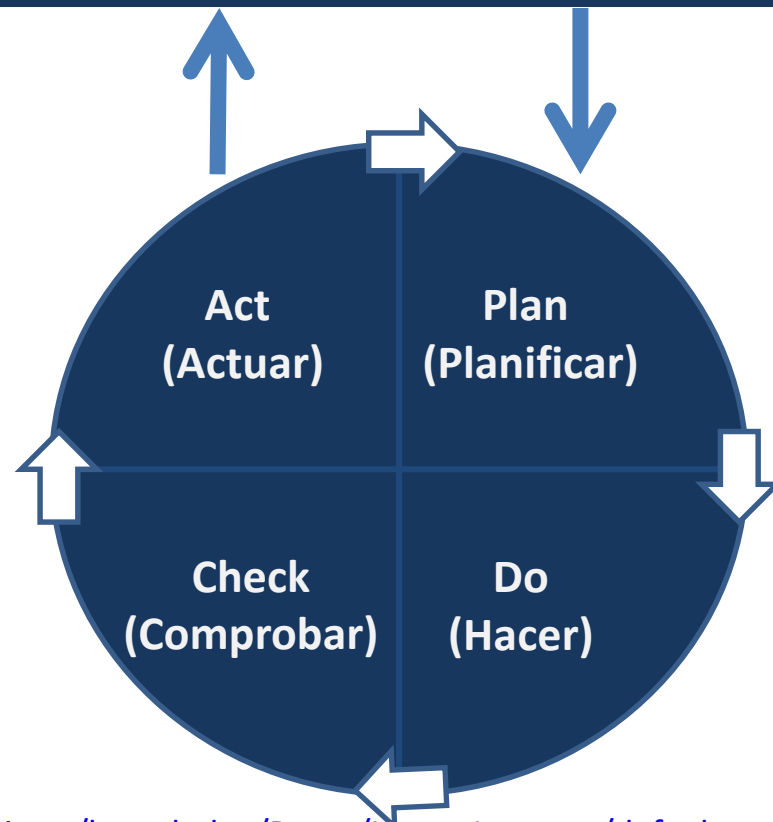 Act
(Actuar)
Plan
(Planificar)
Check
(Comprobar)
Do
(Hacer)